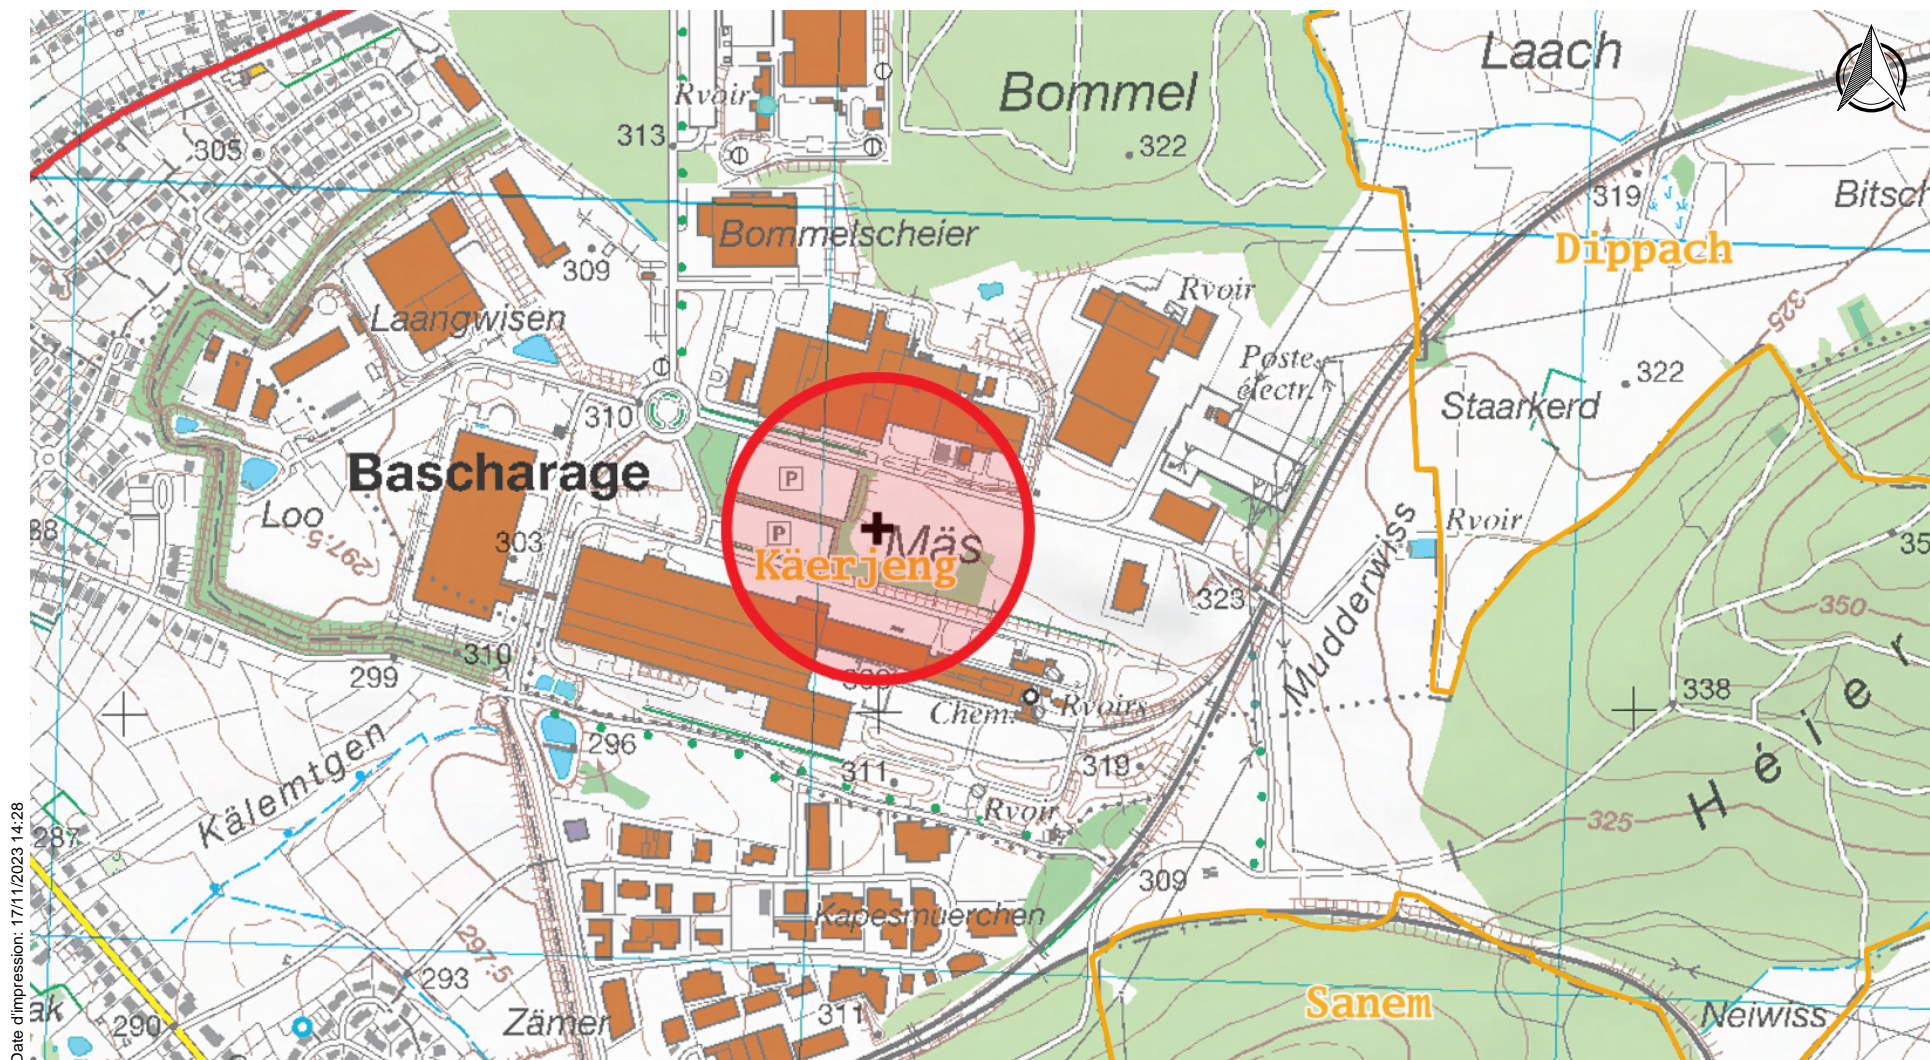 Laach
Bommel
Rvoir
322
313
305
319
Bitsch
Bommelscheier
Dippach
309
Rvoir
Laangwisen
325
Poste
électr.
322
310
Staarkerd
Bascharage
P
Loo
Rvoir
88
P
Mäs
303
35
297.5
Käerjeng
Mudderwiss
323
350
310
299
338
Chem.
Rvoirs
Héier
296
Kälemtgen
311
319
Rvoir
325
287
309
Kapesmuerchen
297.5
293
Sanem
ak
290
Zämer
311
Neiwiss
Date d'impression: 17/11/2023 14:28